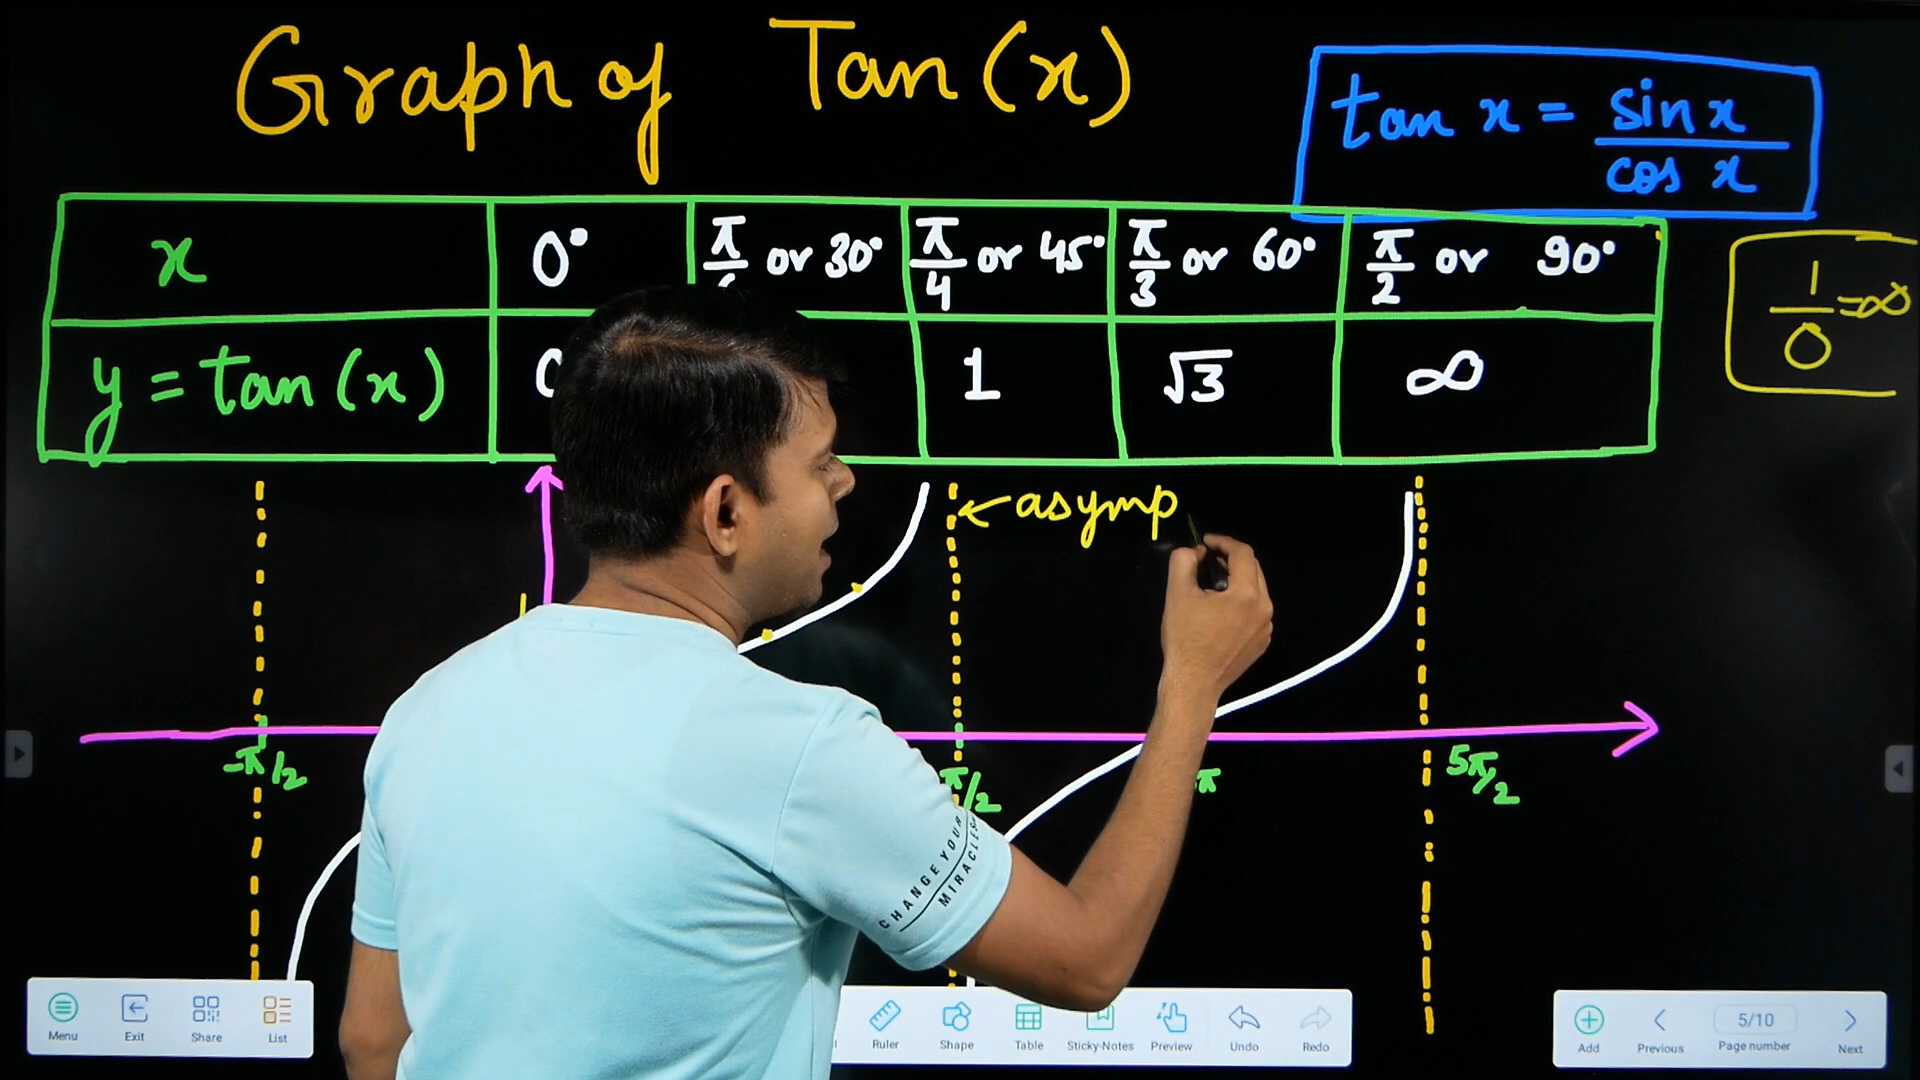 Graph of Tan(x)
tan x = sin x / cos x
x
0°
π/ or 30°
π/4 or 45°
π/3 or 60°
π/2 or 90°
1/0 = ∞
y = tan(x)
1
√3
∞
← asymp
-π/2
π/2
π
5π/2
CHANGE YOUR
MIRACLES
Menu
Exit
Share
List
Ruler
Shape
Table
Sticky-Notes
Preview
Undo
Redo
Add
Previous
5/10
Page number
Next